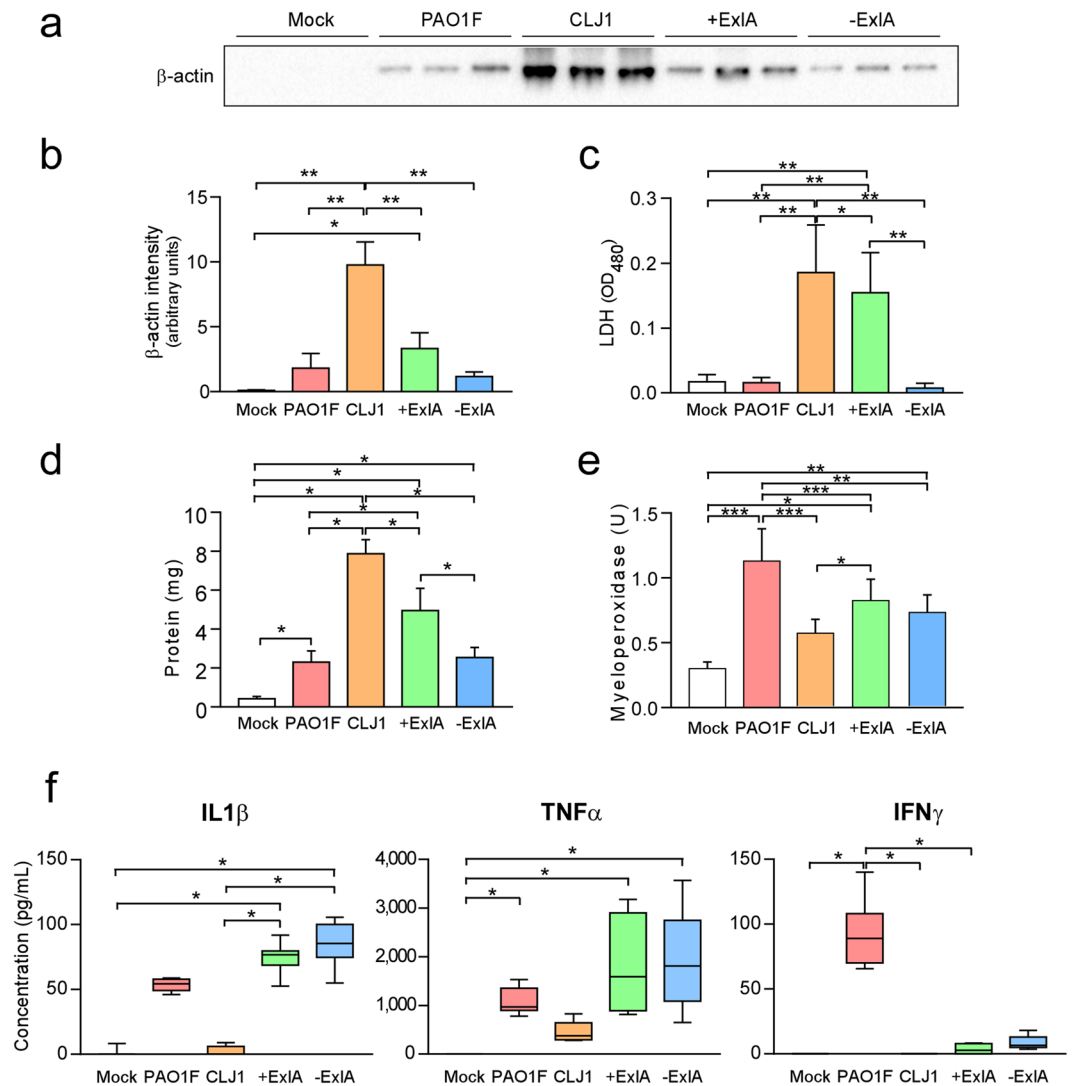 a
Mock PAO1F CLJ1 +ExlA -ExlA
β-actin
b
** **
** **
*
β-actin intensity
(arbitrary units)
15
10
5
0
Mock PAO1F CLJ1 +ExlA -ExlA
c
**
**
** **
** *
**
LDH (OD480)
0.3
0.2
0.1
0.0
Mock PAO1F CLJ1 +ExlA -ExlA
d
*
*
* *
*
* *
*
*
Protein (mg)
10
8
6
4
2
0
Mock PAO1F CLJ1 +ExlA -ExlA
e
**
**
***
*
*** ***
*
Myeloperoxidase (U)
1.5
1.0
0.5
0.0
Mock PAO1F CLJ1 +ExlA -ExlA
f
IL1β
*
*
*
*
Concentration (pg/mL)
150
100
50
0
Mock PAO1F CLJ1 +ExlA -ExlA
TNFα
*
*
*
4,000
3,000
2,000
1,000
0
Mock PAO1F CLJ1 +ExlA -ExlA
IFNγ
*
* *
150
100
50
0
Mock PAO1F CLJ1 +ExlA -ExlA